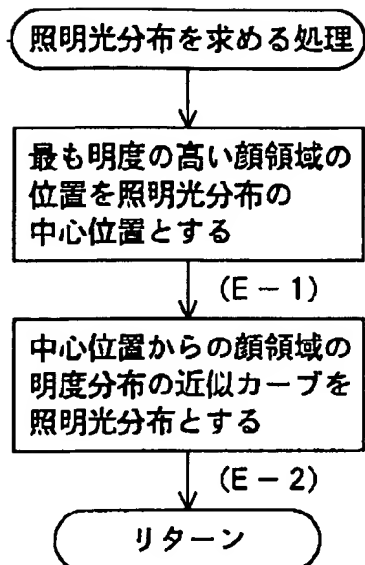 照明光分布を求める処理
最も明度の高い顔領域の
位置を照明光分布の
中心位置とする
(E-1)
中心位置からの顔領域の
明度分布の近似カーブを
照明光分布とする
(E-2)
リターン